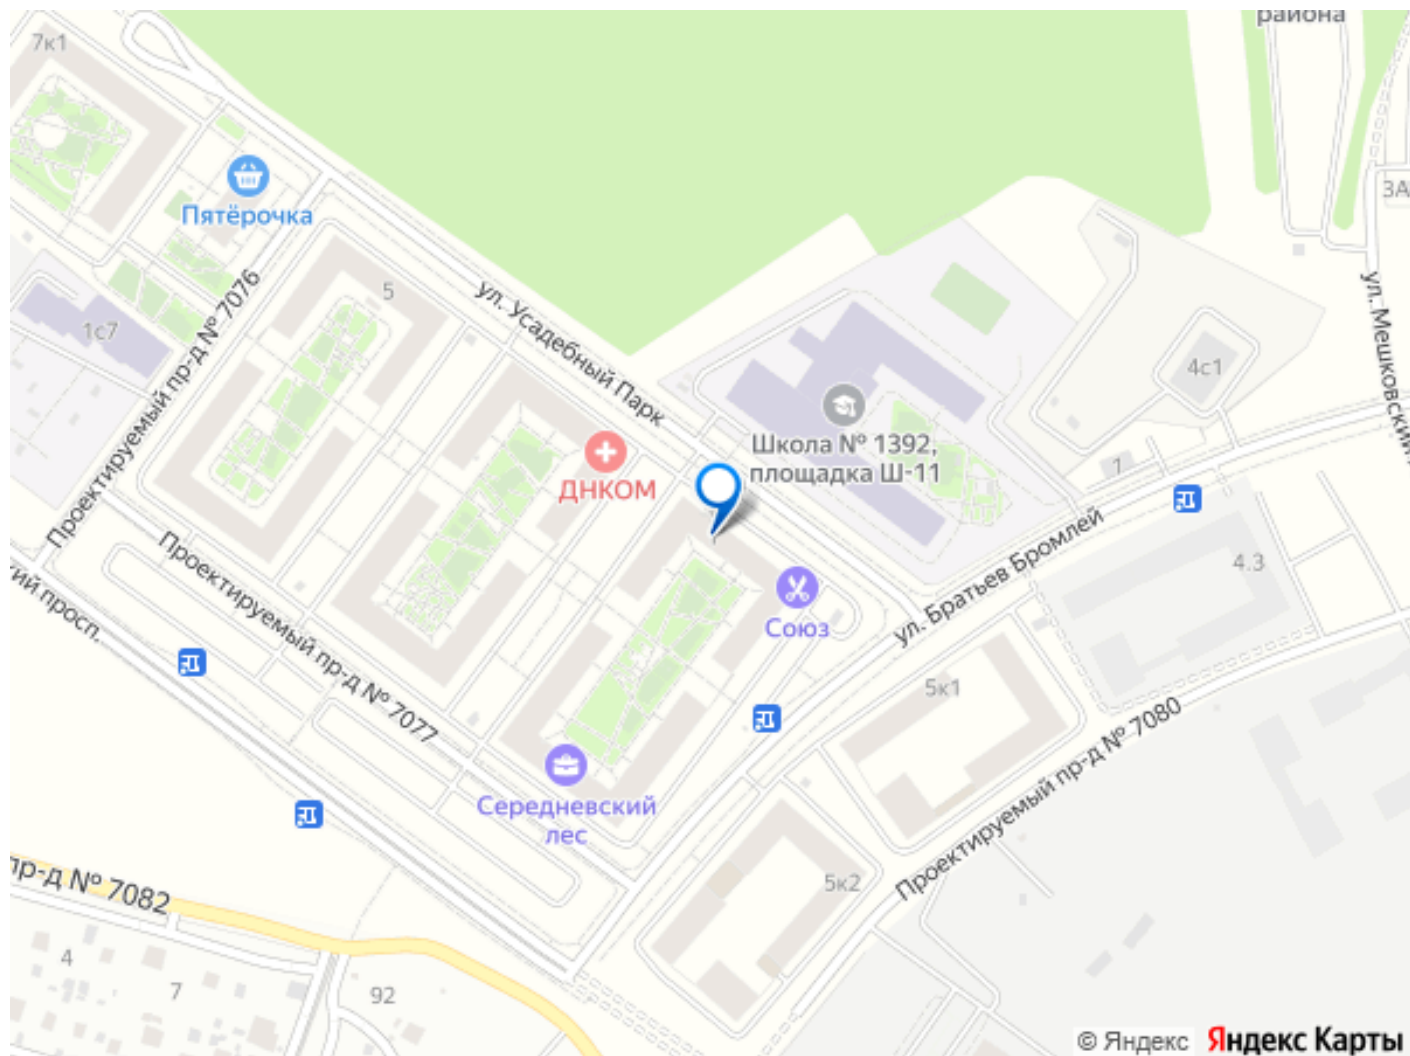 района
7к1
Пятёрочка
3А
5
ул. Усадебный Парк
Проектируемый пр-д № 7076
1с7
ул. Мешковский
4с1
Школа № 1392,
площадка Ш-11
1
ДНКОМ
ул. Братьев Бромлей
4.3
Проектируемый пр-д № 7077
просп.
Союз
5к1
Проектируемый пр-д № 7080
Середневский
лес
5к2
пр-д № 7082
4
7
92
© Яндекс Яндекс Карты